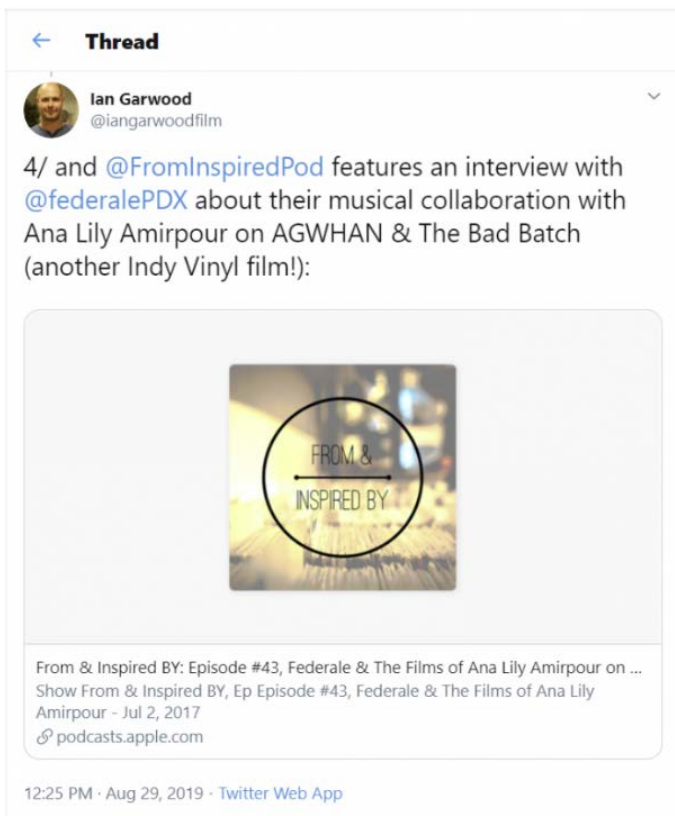 Thread
Ian Garwood
@iangarwoodfilm
4/ and @FromInspiredPod features an interview with
@federalePDX about their musical collaboration with
Ana Lily Amirpour on AGWHAN & The Bad Batch
(another Indy Vinyl film!):
FROM &
INSPIRED BY
From & Inspired BY: Episode #43, Federale & The Films of Ana Lily Amirpour on ...
Show From & Inspired BY, Ep Episode #43, Federale & The Films of Ana Lily
Amirpour - Jul 2, 2017
podcasts.apple.com
12:25 PM · Aug 29, 2019 · Twitter Web App